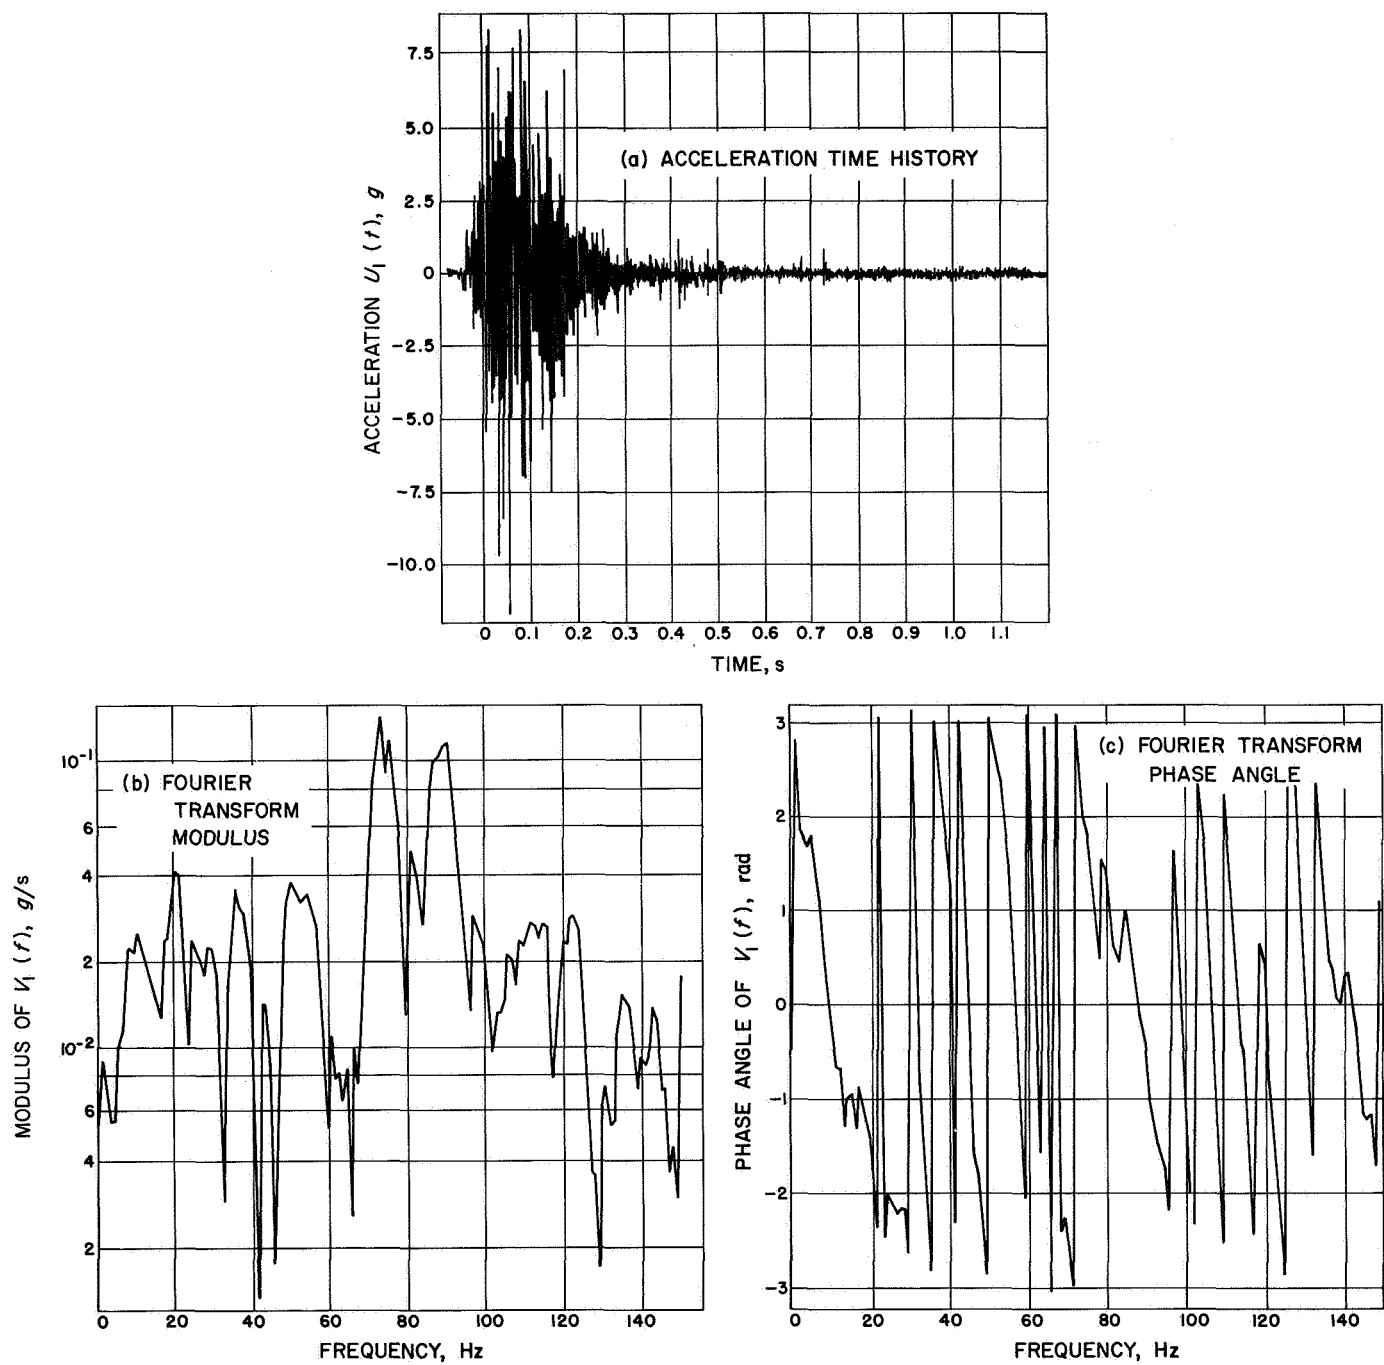 7.5
5.0
(a) ACCELERATION TIME HISTORY
2.5
0
−2.5
−5.0
−7.5
−10.0
ACCELERATION U₁ (t), g
0 0.1 0.2 0.3 0.4 0.5 0.6 0.7 0.8 0.9 1.0 1.1
TIME, s
10⁻¹
(b) FOURIER
TRANSFORM
MODULUS
6
4
2
10⁻²
6
4
2
MODULUS OF V₁ (f), g/s
0 20 40 60 80 100 120 140
FREQUENCY, Hz
3
(c) FOURIER TRANSFORM
PHASE ANGLE
2
1
0
−1
−2
−3
PHASE ANGLE OF V₁ (f), rad
0 20 40 60 80 100 120 140
FREQUENCY, Hz